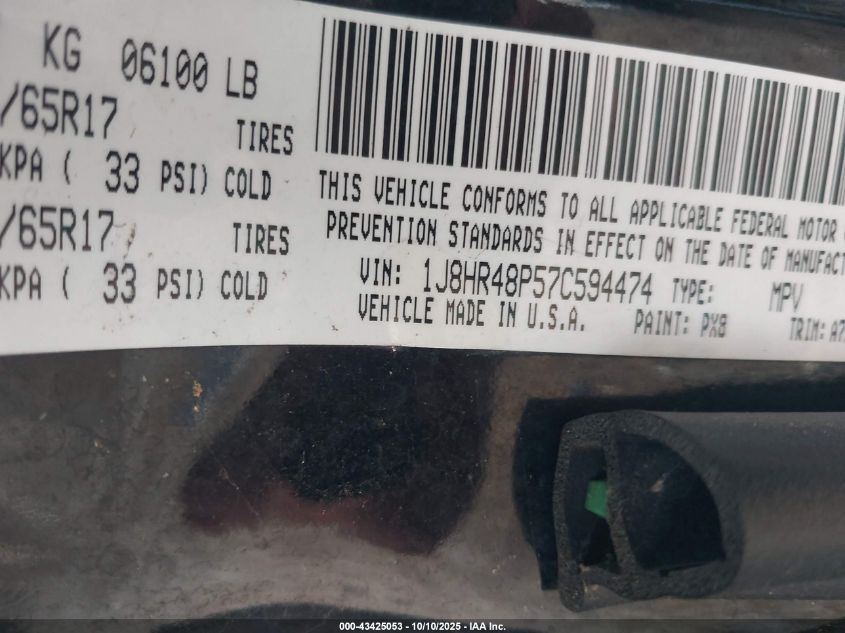 KG 06100 LB
/65R17 TIRES
KPA ( 33 PSI) COLD
/65R17 TIRES
KPA ( 33 PSI) COLD
THIS VEHICLE CONFORMS TO ALL APPLICABLE FEDERAL MOTOR
PREVENTION STANDARDS IN EFFECT ON THE DATE OF MANUFACT
VIN: 1J8HR48P57C594474 TYPE: MPV
VEHICLE MADE IN U.S.A. PAINT: PX8 TRIM: A7
000-43425053 - 10/10/2025 - IAA Inc.